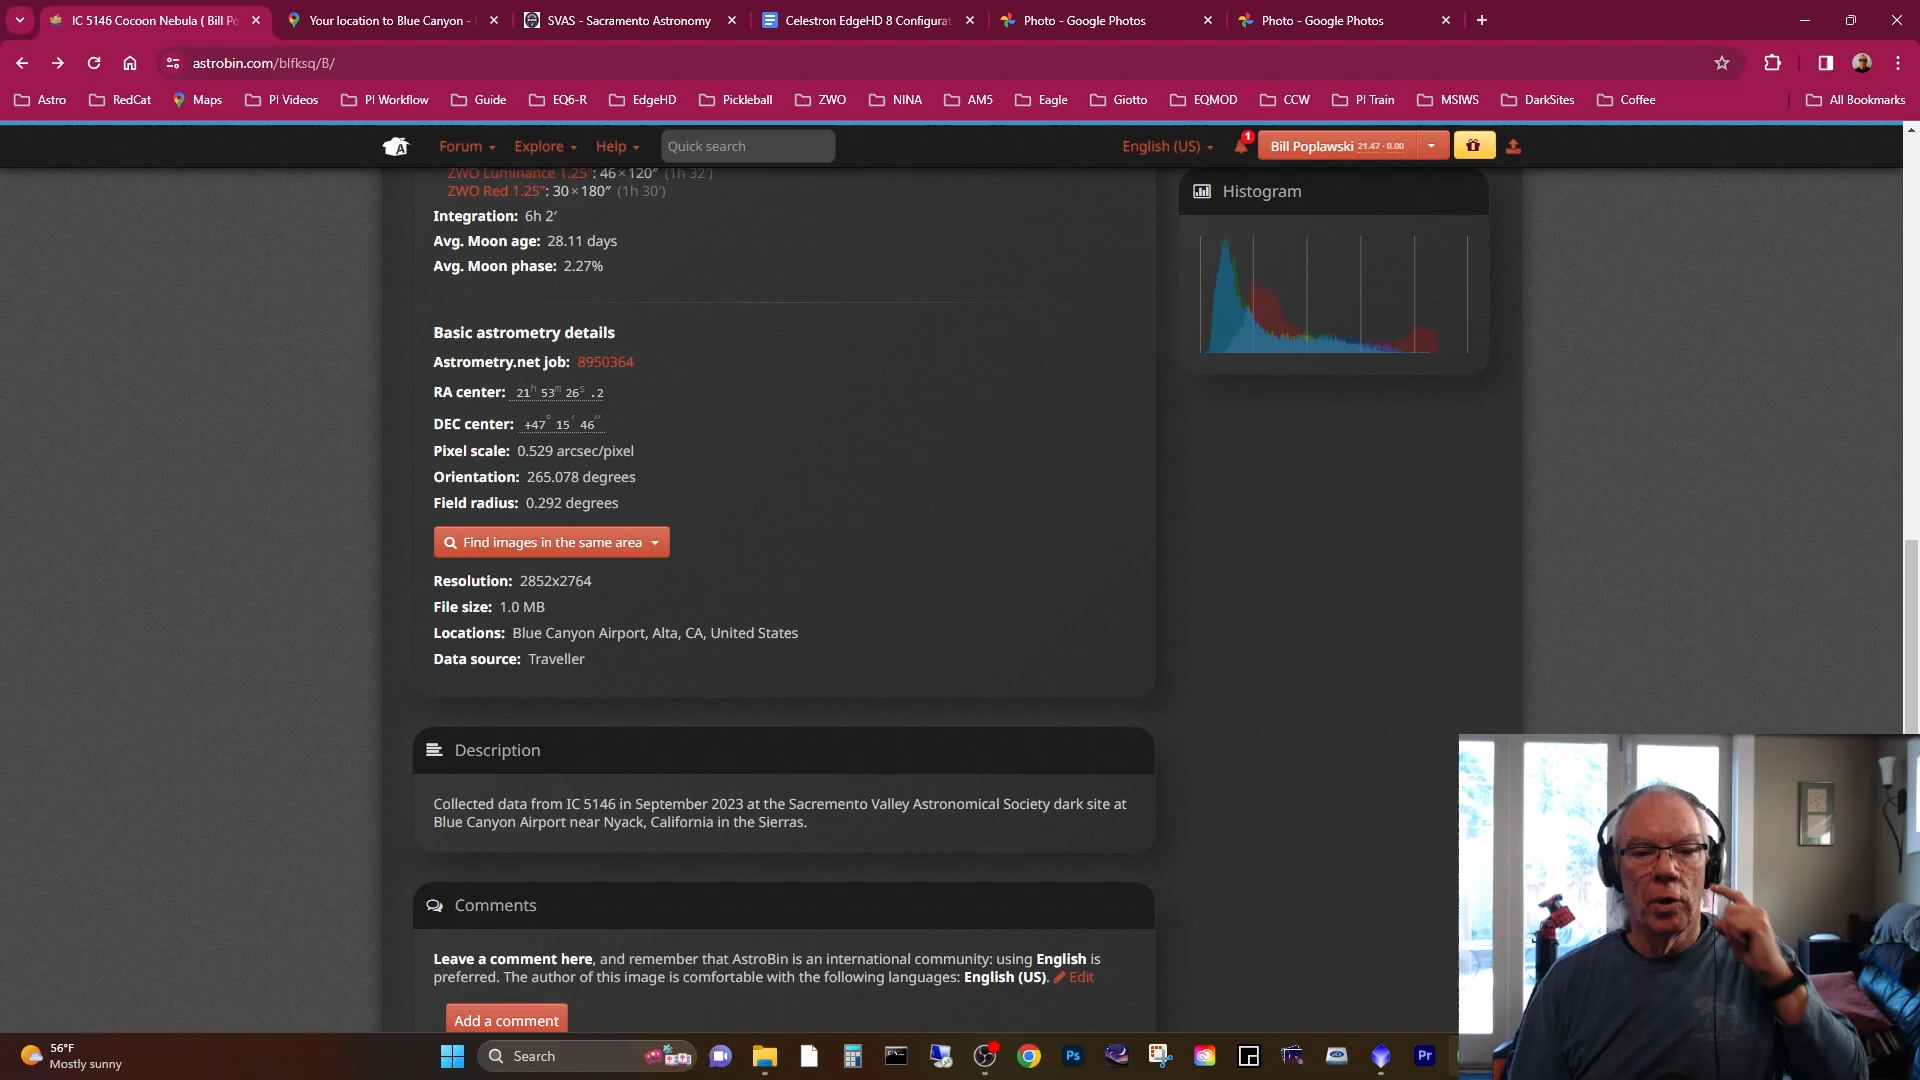 IC 5146 Cocoon Nebula ( Bill Po
Your location to Blue Canyon -
SVAS - Sacramento Astronomy
Celestron EdgeHD 8 Configurat
Photo - Google Photos
Photo - Google Photos
astrobin.com/blfksq/B/
Astro
RedCat
Maps
PI Videos
PI Workflow
Guide
EQ6-R
EdgeHD
Pickleball
ZWO
NINA
AM5
Eagle
Giotto
EQMOD
CCW
PI Train
MSIWS
DarkSites
Coffee
All Bookmarks
Forum
Explore
Help
Quick search
English (US)
1
Bill Poplawski 21.47 - 0.00
ZWO Luminance 1.25": 46×120″ (1h 32′)
ZWO Red 1.25": 30×180″ (1h 30′)
Integration: 6h 2′
Avg. Moon age: 28.11 days
Avg. Moon phase: 2.27%
Histogram
Basic astrometry details
Astrometry.net job: 8950364
RA center: 21h 53m 26s .2
DEC center: +47° 15′ 46″
Pixel scale: 0.529 arcsec/pixel
Orientation: 265.078 degrees
Field radius: 0.292 degrees
Find images in the same area
Resolution: 2852x2764
File size: 1.0 MB
Locations: Blue Canyon Airport, Alta, CA, United States
Data source: Traveller
Description
Collected data from IC 5146 in September 2023 at the Sacremento Valley Astronomical Society dark site at
Blue Canyon Airport near Nyack, California in the Sierras.
Comments
Leave a comment here, and remember that AstroBin is an international community: using English is
preferred. The author of this image is comfortable with the following languages: English (US). Edit
Add a comment
56°F
Mostly sunny
Search
Ps
Pr